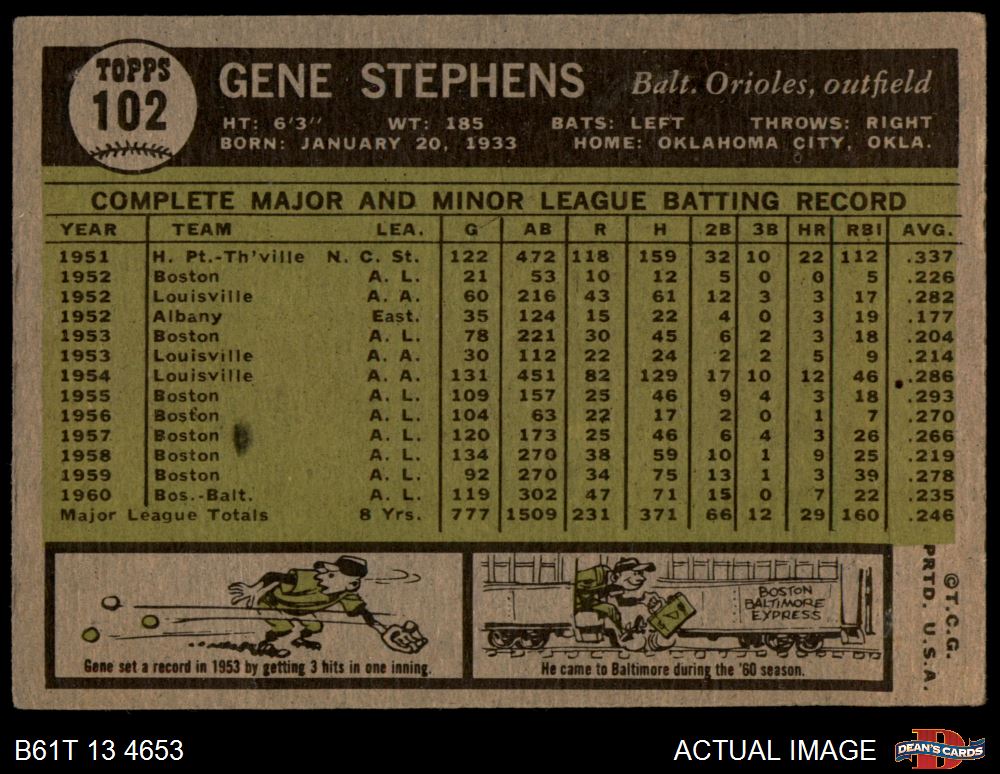 TOPPS
102
GENE STEPHENS Balt. Orioles, outfield
HT: 6'3" WT: 185 BATS: LEFT THROWS: RIGHT
BORN: JANUARY 20, 1933 HOME: OKLAHOMA CITY, OKLA.
COMPLETE MAJOR AND MINOR LEAGUE BATTING RECORD
YEAR TEAM LEA. G AB R H 2B 3B HR RBI AVG.
1951 H. Pt.-Th'ville N. C. St. 122 472 118 159 32 10 22 112 .337
1952 Boston A. L. 21 53 10 12 5 0 0 5 .226
1952 Louisville A. A. 60 216 43 61 12 3 3 17 .282
1952 Albany East. 35 124 15 22 4 0 3 19 .177
1953 Boston A. L. 78 221 30 45 6 2 3 18 .204
1953 Louisville A. A. 30 112 22 24 2 2 5 9 .214
1954 Louisville A. A. 131 451 82 129 17 10 12 46 .286
1955 Boston A. L. 109 157 25 46 9 4 3 18 .293
1956 Boston A. L. 104 63 22 17 2 0 1 7 .270
1957 Boston A. L. 120 173 25 46 6 4 3 26 .266
1958 Boston A. L. 134 270 38 59 10 1 9 25 .219
1959 Boston A. L. 92 270 34 75 13 1 3 39 .278
1960 Bos.-Balt. A. L. 119 302 47 71 15 0 7 22 .235
Major League Totals 8 Yrs. 777 1509 231 371 66 12 29 160 .246
Gene set a record in 1953 by getting 3 hits in one inning.
BOSTON
BALTIMORE
EXPRESS
He came to Baltimore during the '60 season.
©T.C.G.
PRTD. U.S.A.
B61T 13 4653
ACTUAL IMAGE
DEAN'S CARDS